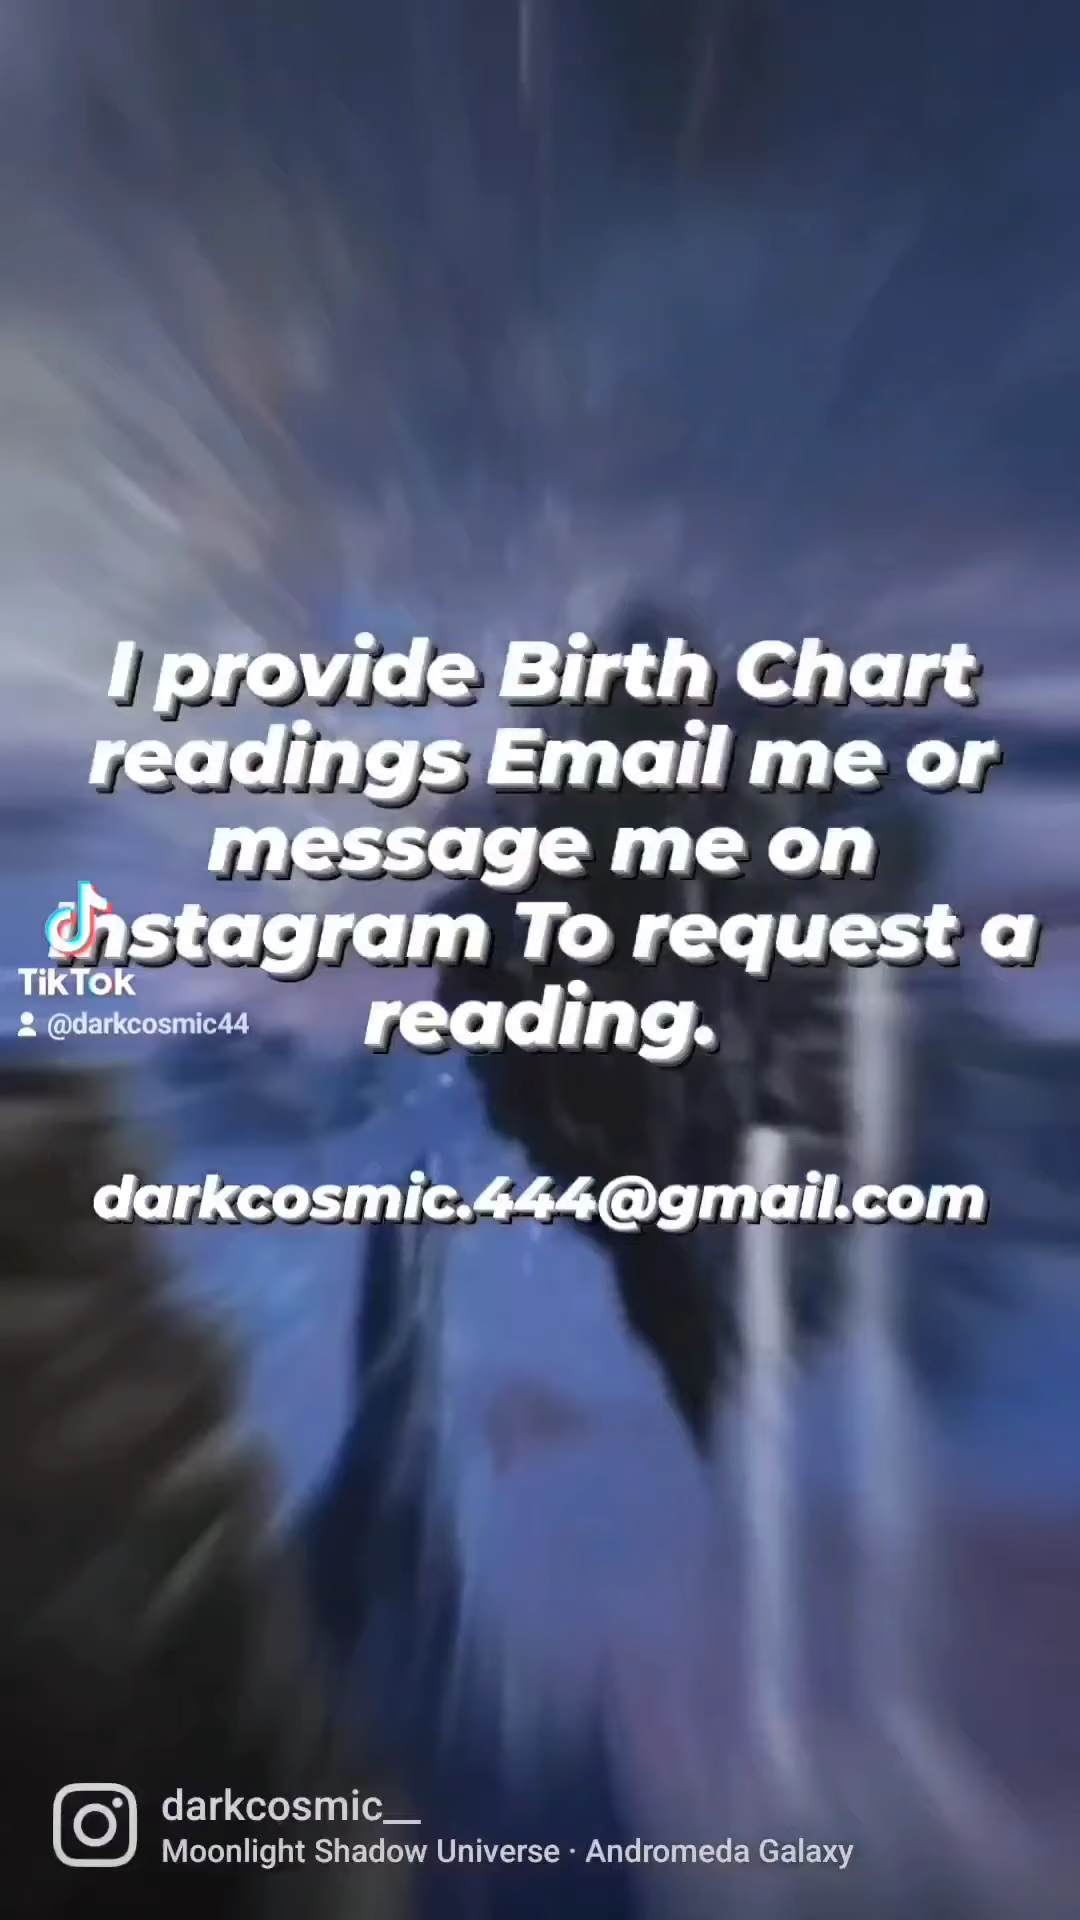 I provide Birth Chart
readings Email me or
message me on
instagram To request a
reading.
TikTok
@darkcosmic44
darkcosmic.444@gmail.com
darkcosmic__
Moonlight Shadow Universe · Andromeda Galaxy